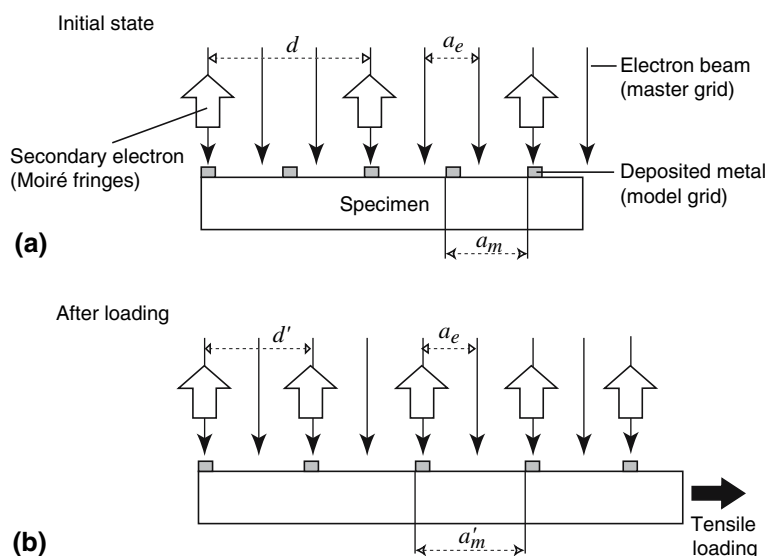 Initial state
d
a_e
Electron beam
(master grid)
Secondary electron
(Moiré fringes)
Deposited metal
(model grid)
Specimen
(a)
a_m
After loading
d'
a_e
(b)
a'_m
Tensile
loading